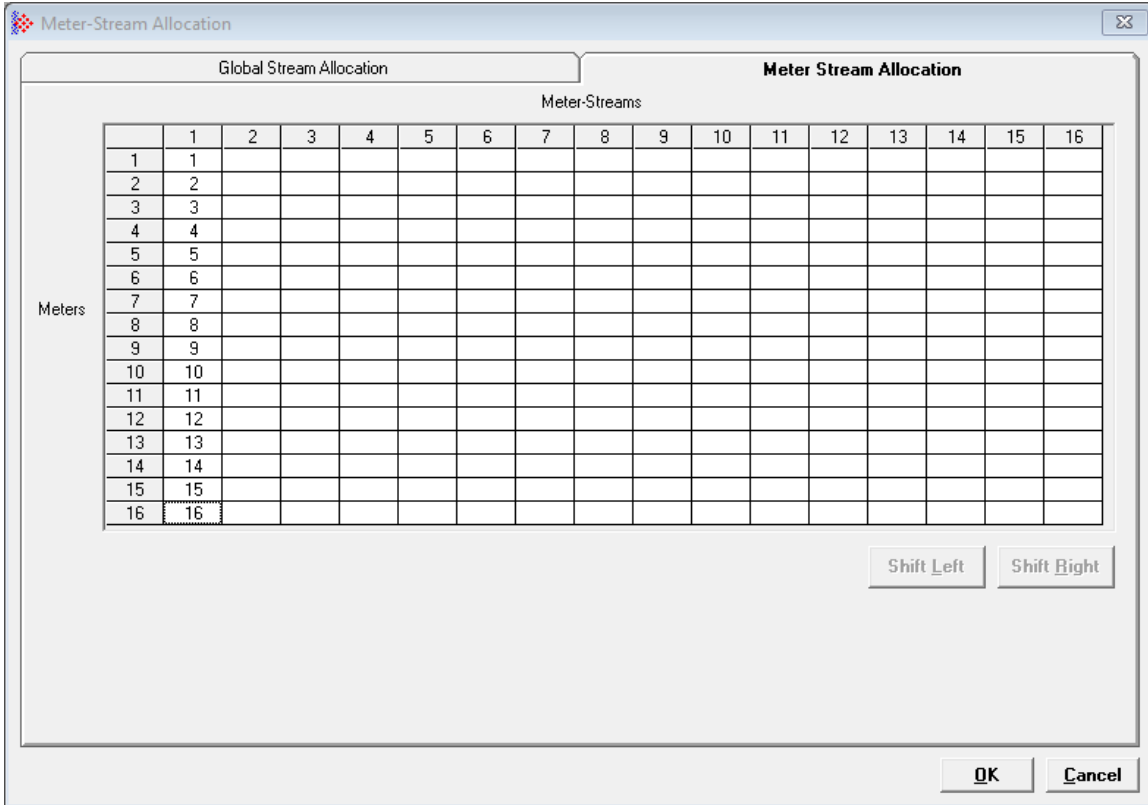 Meter-Stream Allocation
Global Stream Allocation Meter Stream Allocation
Meter-Streams
1 2 3 4 5 6 7 8 9 10 11 12 13 14 15 16
1 1
2 2
3 3
4 4
5 5
6 6
Meters 7 7
8 8
9 9
10 10
11 11
12 12
13 13
14 14
15 15
16 16
Shift Left Shift Right
OK Cancel